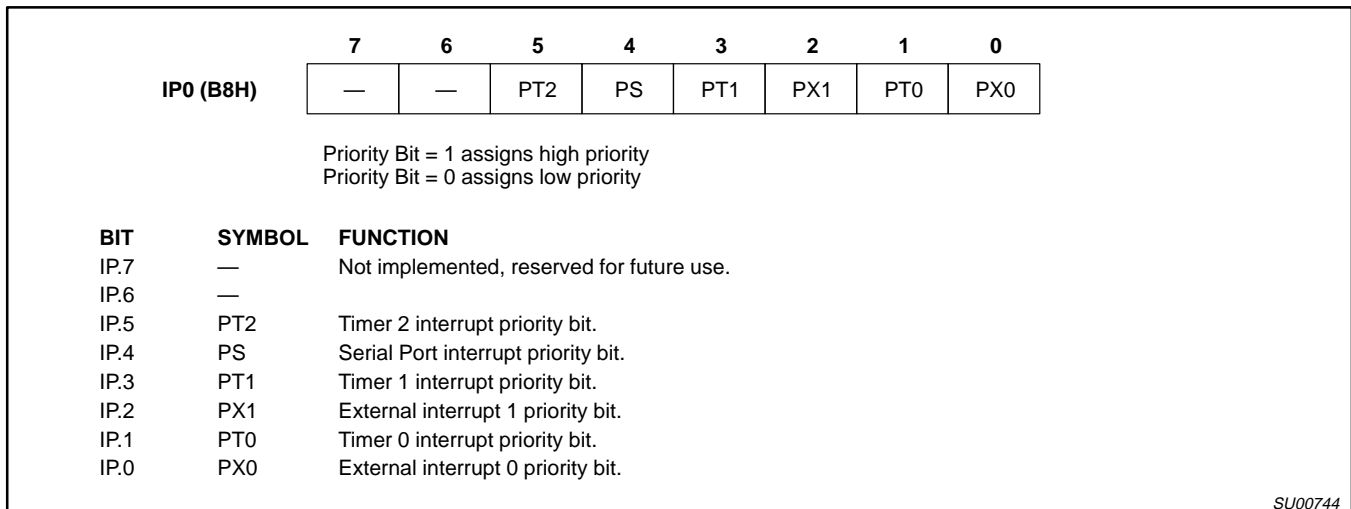 7 6 5 4 3 2 1 0
IP0 (B8H) — — PT2 PS PT1 PX1 PT0 PX0
Priority Bit = 1 assigns high priority
Priority Bit = 0 assigns low priority
BIT SYMBOL FUNCTION
IP.7 — Not implemented, reserved for future use.
IP.6 —
IP.5 PT2 Timer 2 interrupt priority bit.
IP.4 PS Serial Port interrupt priority bit.
IP.3 PT1 Timer 1 interrupt priority bit.
IP.2 PX1 External interrupt 1 priority bit.
IP.1 PT0 Timer 0 interrupt priority bit.
IP.0 PX0 External interrupt 0 priority bit.
SU00744